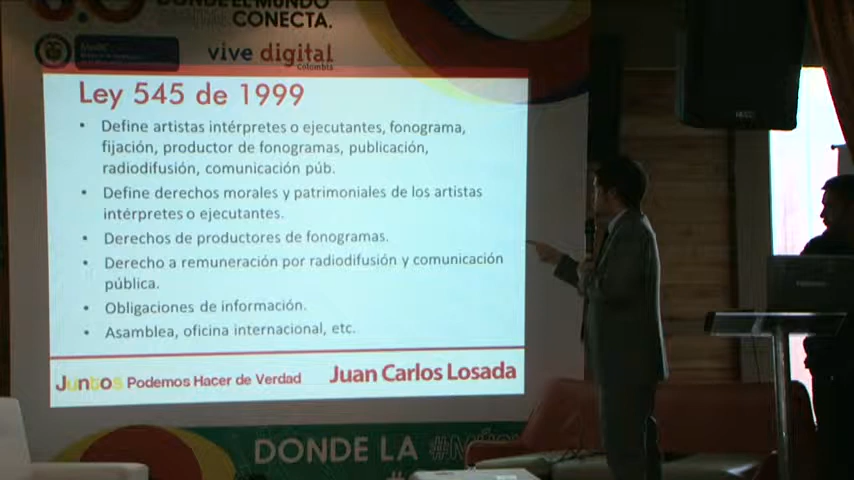 DONDE EL MUNDO
CONECTA.
vive digital
Colombia
Ley 545 de 1999
• Define artistas intérpretes o ejecutantes, fonograma,
fijación, productor de fonogramas, publicación,
radiodifusión, comunicación púb.
• Define derechos morales y patrimoniales de los artistas
intérpretes o ejecutantes.
• Derechos de productores de fonogramas.
• Derecho a remuneración por radiodifusión y comunicación
pública.
• Obligaciones de información.
• Asamblea, oficina internacional, etc.
Juntos Podemos Hacer de Verdad
Juan Carlos Losada
DONDE LA